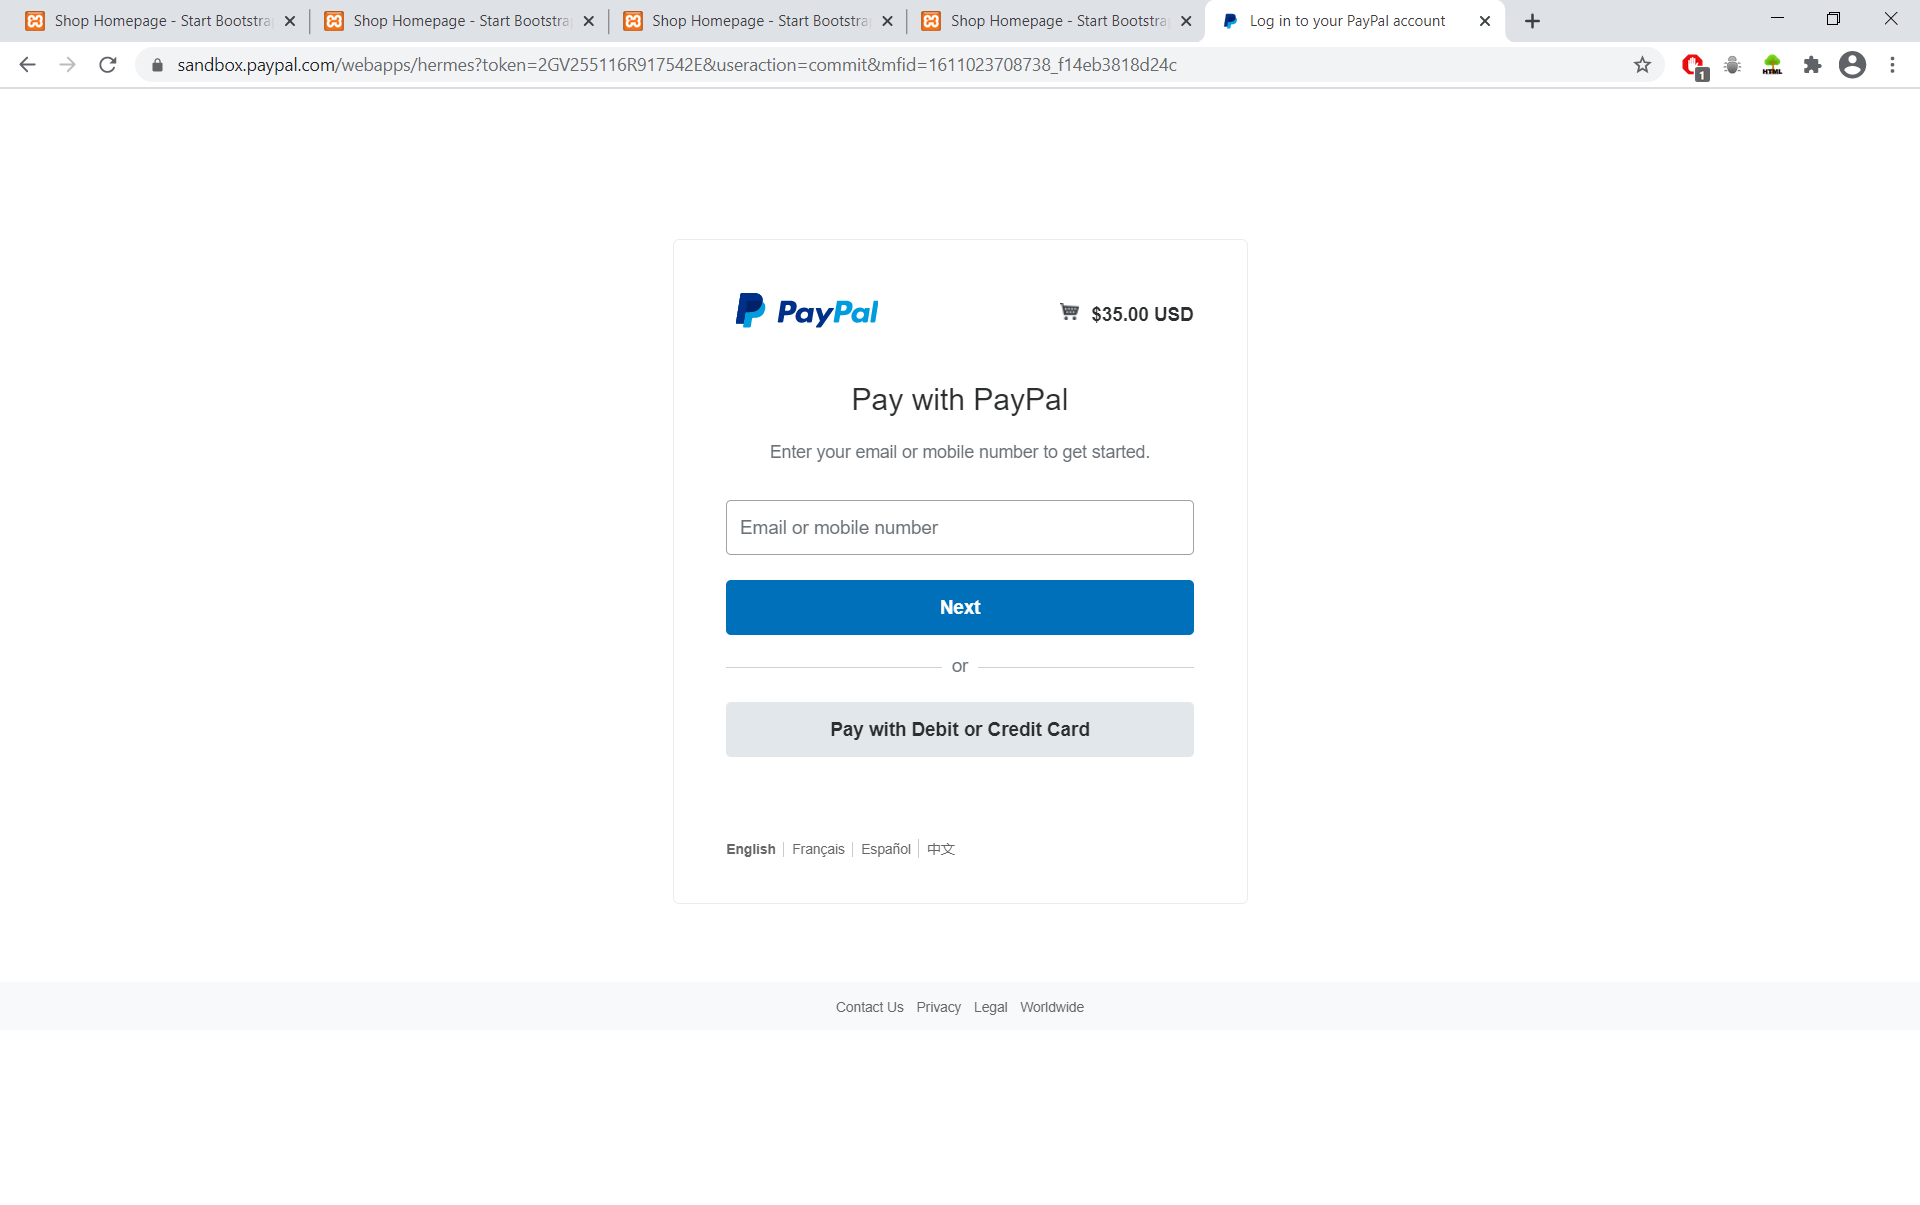 Shop Homepage - Start Bootstra
Shop Homepage - Start Bootstra
Shop Homepage - Start Bootstra
Shop Homepage - Start Bootstra
Log in to your PayPal account
sandbox.paypal.com/webapps/hermes?token=2GV255116R917542E&useraction=commit&mfid=1611023708738_f14eb3818d24c
1
HTML
PayPal
$35.00 USD
Pay with PayPal
Enter your email or mobile number to get started.
Email or mobile number
Next
or
Pay with Debit or Credit Card
English
Français
Español
中文
Contact Us Privacy Legal Worldwide